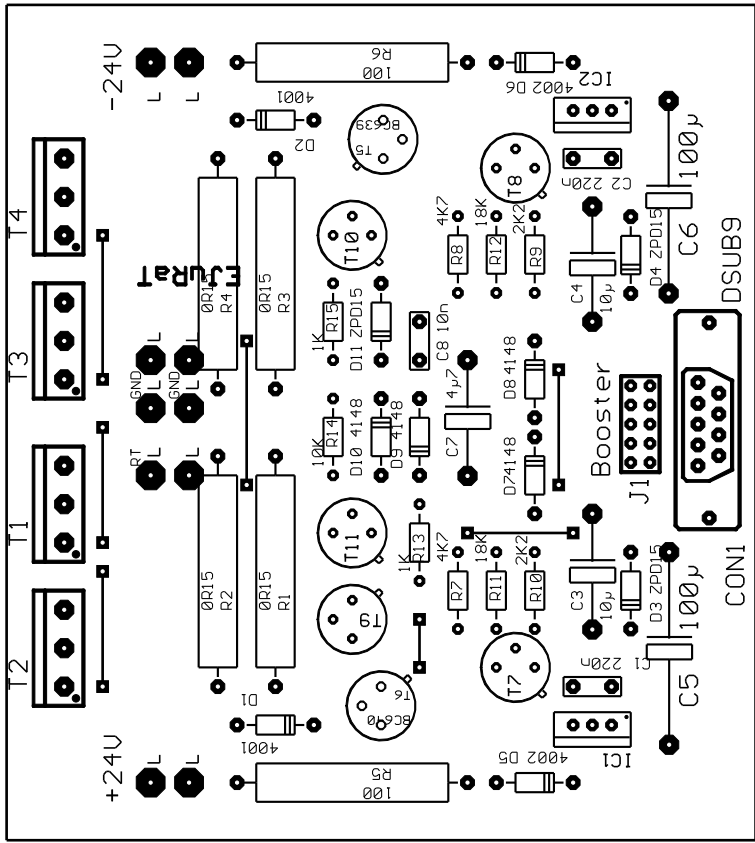 -24V
L
L
R6
100
4002 D6
IC2
4001
D2
BC639
T5
T8
C2 220n
100µ
C6
T4
T10
4K7
R8
18K
R12
2K2
R9
C4
10µ
D4 ZPD15
DSUB9
EJuRaT
0R15
R4
0R15
R3
1K
R15
D11 ZPD15
C8 10n
T3
L
L
GND
GND
L
L
4µ7
C7
D8 4148
Booster
J1
10K
R14
D10 4148
D9 4148
D7 4148
RT
L
L
T1
T11
1K
R13
4K7
R7
18K
R11
2K2
R10
C3
10µ
D3 ZPD15
CON1
0R15
R2
0R15
R1
T9
100µ
C5
T2
T6
BC640
T7
C1
220n
D1
4001
+24V
L
L
R5
100
4002 D5
IC1